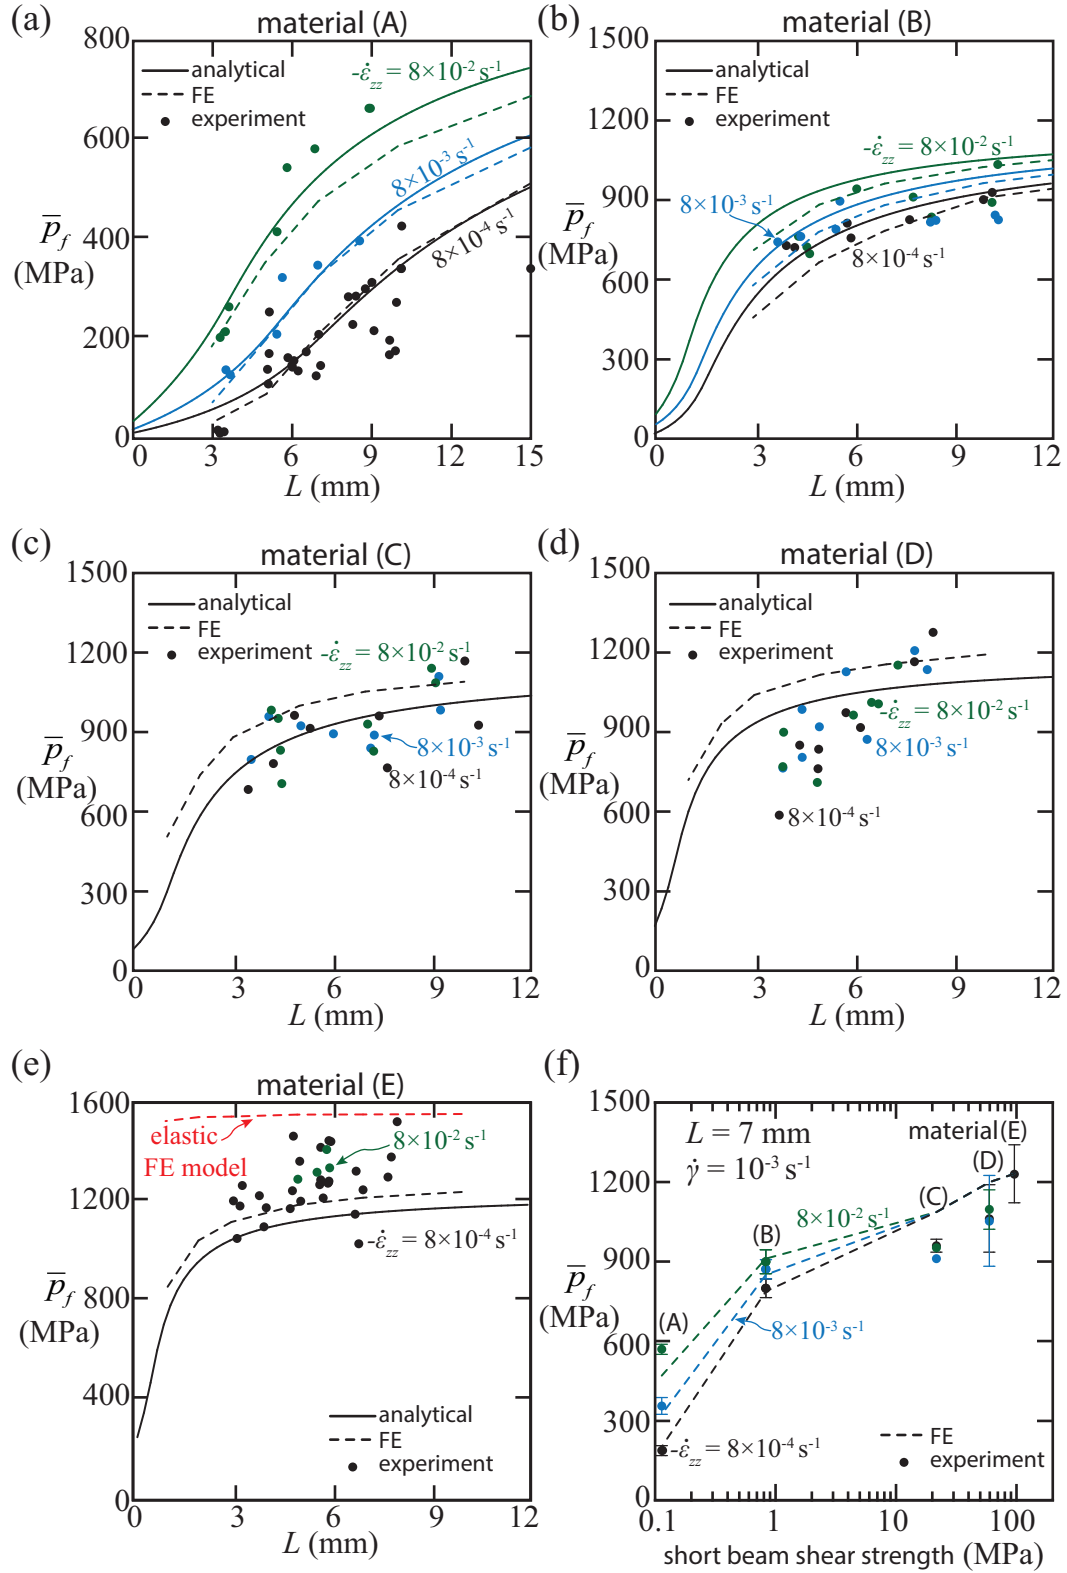 (a)
material (A)
800
600
400
200
0
p̄f
(MPa)
analytical
FE
experiment
-ε̇zz = 8×10⁻² s⁻¹
8×10⁻³ s⁻¹
8×10⁻⁴ s⁻¹
0 3 6 9 12 15
L (mm)
(b)
material (B)
1500
1200
900
600
300
0
p̄f
(MPa)
analytical
FE
experiment
-ε̇zz = 8×10⁻² s⁻¹
8×10⁻³ s⁻¹
8×10⁻⁴ s⁻¹
0 3 6 9 12
L (mm)
(c)
material (C)
1500
1200
900
600
300
0
p̄f
(MPa)
analytical
FE
experiment
-ε̇zz = 8×10⁻² s⁻¹
8×10⁻³ s⁻¹
8×10⁻⁴ s⁻¹
0 3 6 9 12
L (mm)
(d)
material (D)
1500
1200
900
600
300
0
p̄f
(MPa)
analytical
FE
experiment
-ε̇zz = 8×10⁻² s⁻¹
8×10⁻³ s⁻¹
8×10⁻⁴ s⁻¹
0 3 6 9 12
L (mm)
(e)
material (E)
1600
1200
800
400
0
p̄f
(MPa)
elastic
FE model
8×10⁻² s⁻¹
-ε̇zz = 8×10⁻⁴ s⁻¹
analytical
FE
experiment
0 3 6 9 12
L (mm)
(f)
1500
1200
900
600
300
0
p̄f
(MPa)
L = 7 mm
γ̇ = 10⁻³ s⁻¹
material (E)
(D)
(C)
(B)
(A)
8×10⁻² s⁻¹
8×10⁻³ s⁻¹
-ε̇zz = 8×10⁻⁴ s⁻¹
FE
experiment
0.1 1 10 100
short beam shear strength (MPa)